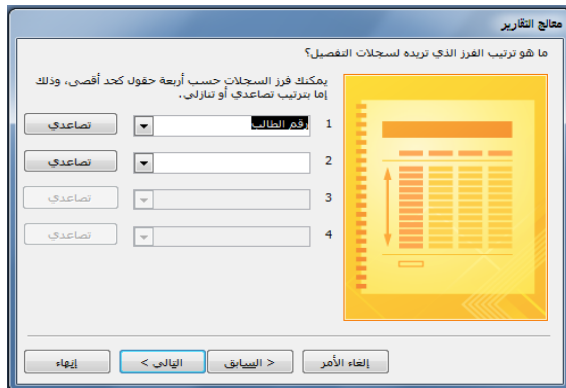 معالج التقارير
ما هو ترتيب الفرز الذي تريده لسجلات التفصيل؟
يمكنك فرز السجلات حسب أربعة حقول كحد أقصى، وذلك
إما بترتيب تصاعدي أو تنازلي.
1 رقم الطالب تصاعدي
2 تصاعدي
3 تصاعدي
4 تصاعدي
إلغاء الأمر < السابق التالي > إنهاء